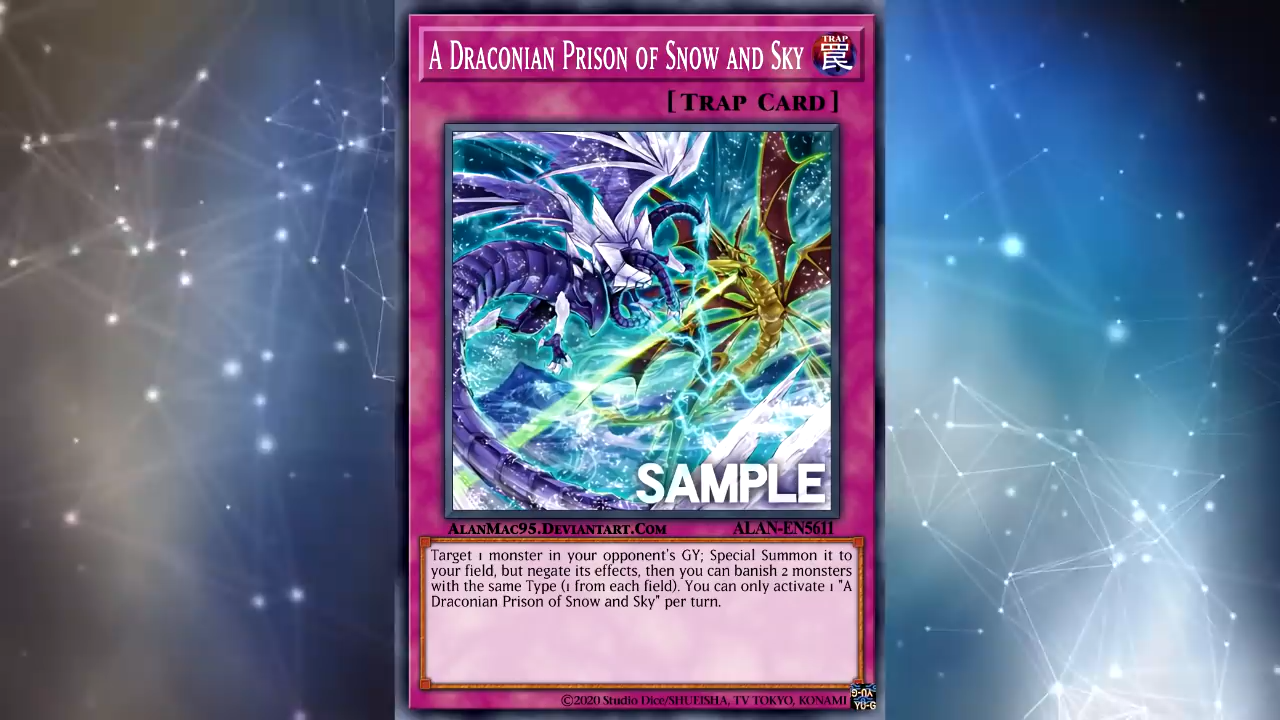 A Draconian Prison of Snow and Sky
TRAP
罠
[Trap Card]
SAMPLE
AlanMac95.Deviantart.Com
ALAN-EN5611
Target 1 monster in your opponent's GY; Special Summon it to
your field, but negate its effects, then you can banish 2 monsters
with the same Type (1 from each field). You can only activate 1 "A
Draconian Prison of Snow and Sky" per turn.
©2020 Studio Dice/SHUEISHA, TV TOKYO, KONAMI
YU-G